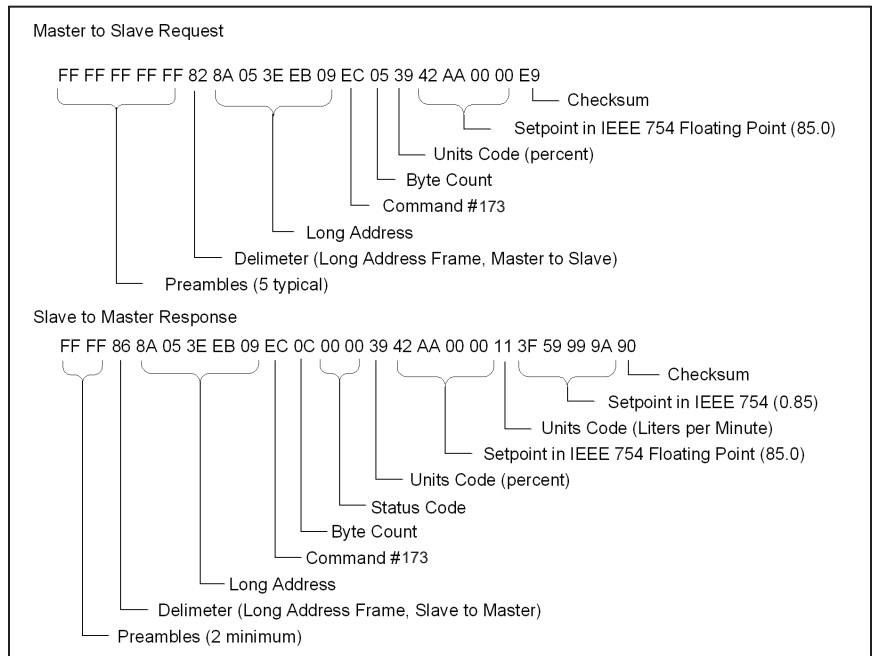 Master to Slave Request
FF FF FF FF FF 82 8A 05 3E EB 09 EC 05 39 42 AA 00 00 E9
Checksum
Setpoint in IEEE 754 Floating Point (85.0)
Units Code (percent)
Byte Count
Command #173
Long Address
Delimeter (Long Address Frame, Master to Slave)
Preambles (5 typical)
Slave to Master Response
FF FF 86 8A 05 3E EB 09 EC 0C 00 00 39 42 AA 00 00 11 3F 59 99 9A 90
Checksum
Setpoint in IEEE 754 (0.85)
Units Code (Liters per Minute)
Setpoint in IEEE 754 Floating Point (85.0)
Units Code (percent)
Status Code
Byte Count
Command #173
Long Address
Delimeter (Long Address Frame, Slave to Master)
Preambles (2 minimum)